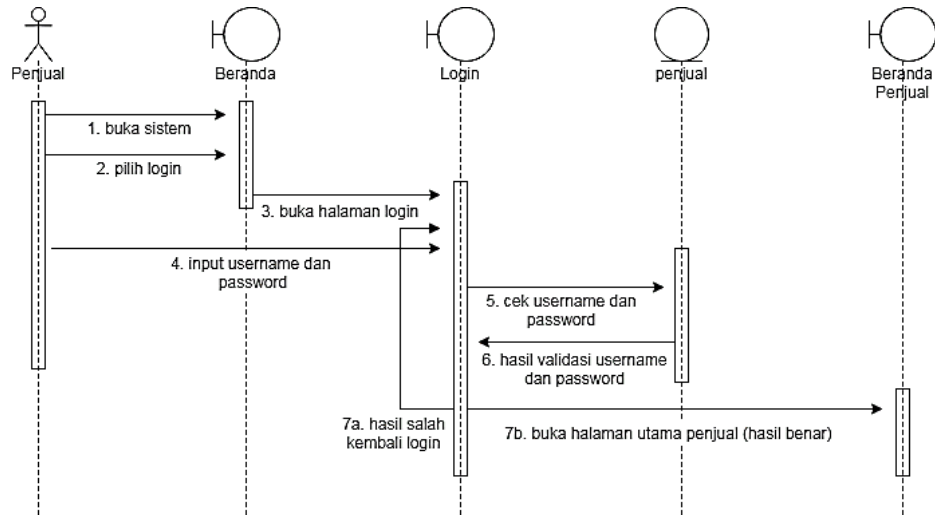 Penjual
Beranda
Login
penjual
Beranda
Penjual
1. buka sistem
2. pilih login
3. buka halaman login
4. input username dan
password
5. cek username dan
password
6. hasil validasi username
dan password
7a. hasil salah
kembali login
7b. buka halaman utama penjual (hasil benar)